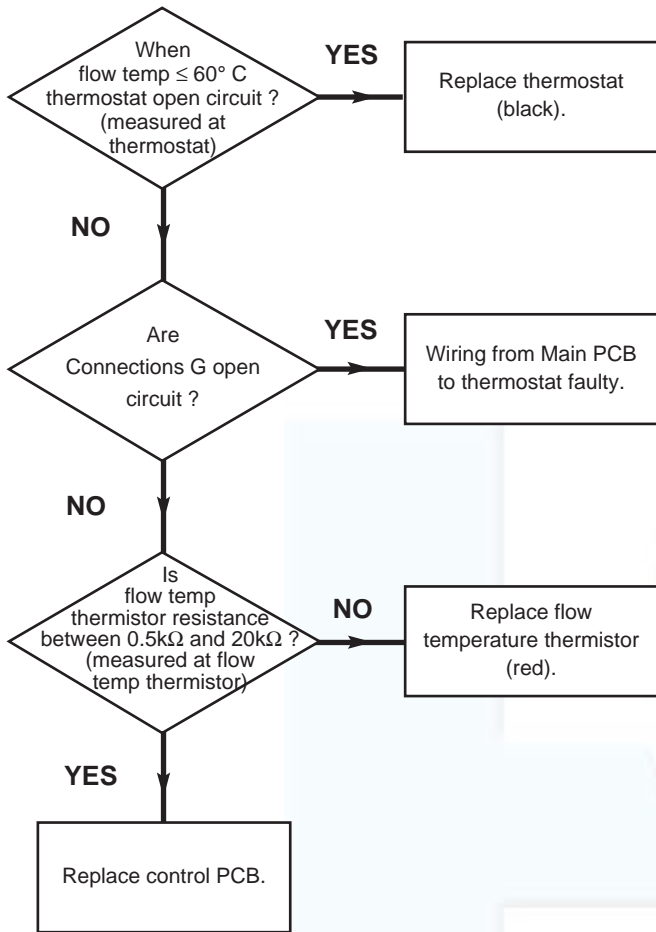 When
flow temp ≤ 60° C
thermostat open circuit ?
(measured at
thermostat)
YES
Replace thermostat
(black).
NO
Are
Connections G open
circuit ?
YES
Wiring from Main PCB
to thermostat faulty.
NO
Is
flow temp
thermistor resistance
between 0.5kΩ and 20kΩ ?
(measured at flow
temp thermistor)
NO
Replace flow
temperature thermistor
(red).
YES
Replace control PCB.